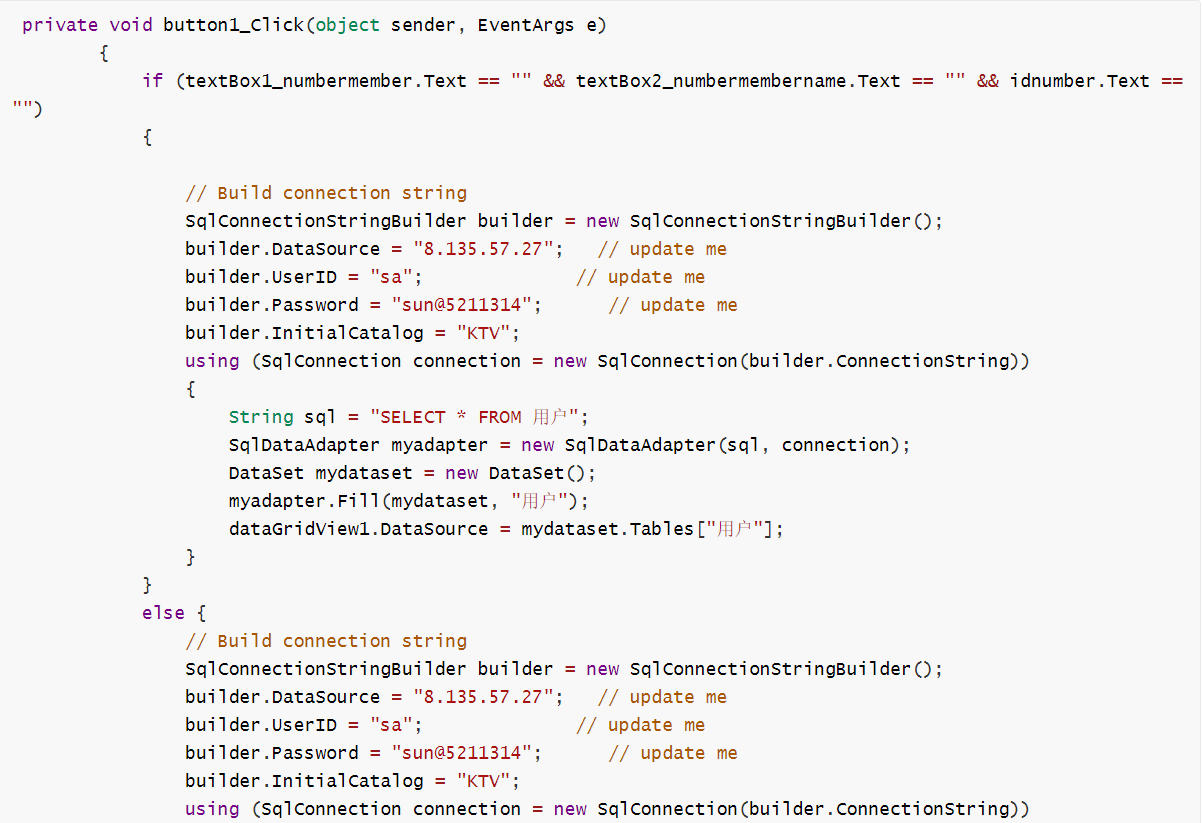 private void button1_Click(object sender, EventArgs e)
{
if (textBox1_numbermember.Text == "" && textBox2_numbermembername.Text == "" && idnumber.Text ==
"")
{
// Build connection string
SqlConnectionStringBuilder builder = new SqlConnectionStringBuilder();
builder.DataSource = "8.135.57.27";   // update me
builder.UserID = "sa";              // update me
builder.Password = "sun@5211314";      // update me
builder.InitialCatalog = "KTV";
using (SqlConnection connection = new SqlConnection(builder.ConnectionString))
{
String sql = "SELECT * FROM 用户";
SqlDataAdapter myadapter = new SqlDataAdapter(sql, connection);
DataSet mydataset = new DataSet();
myadapter.Fill(mydataset, "用户");
dataGridView1.DataSource = mydataset.Tables["用户"];
}
}
else {
// Build connection string
SqlConnectionStringBuilder builder = new SqlConnectionStringBuilder();
builder.DataSource = "8.135.57.27";   // update me
builder.UserID = "sa";              // update me
builder.Password = "sun@5211314";      // update me
builder.InitialCatalog = "KTV";
using (SqlConnection connection = new SqlConnection(builder.ConnectionString))